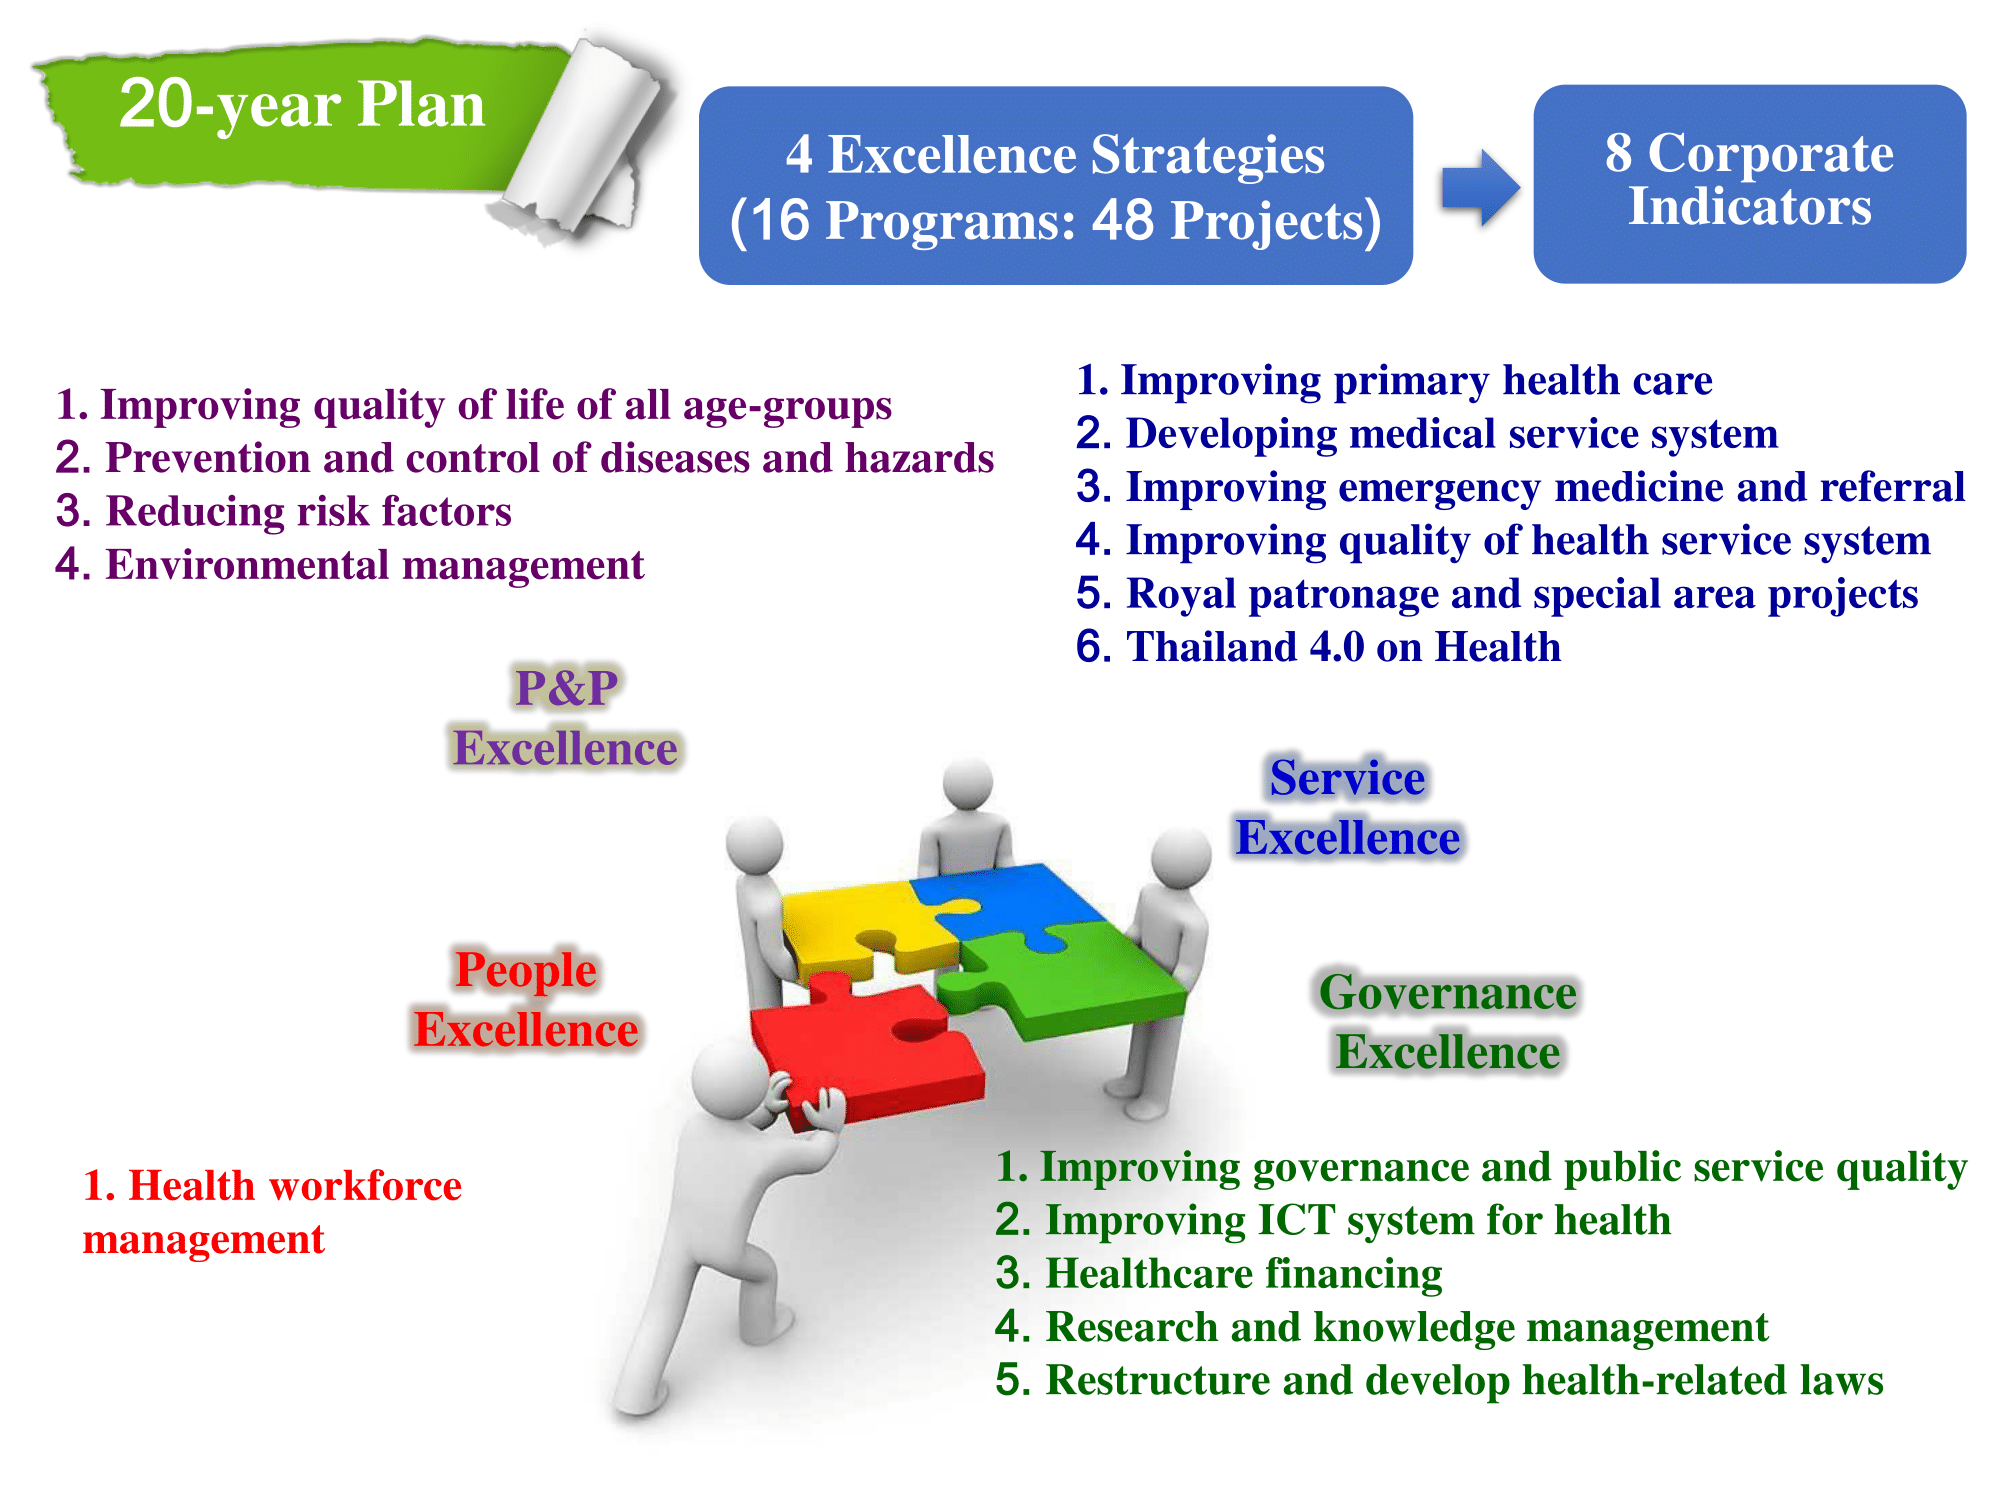 20-year Plan
4 Excellence Strategies
(16 Programs: 48 Projects)
8 Corporate
Indicators
1. Improving quality of life of all age-groups
2. Prevention and control of diseases and hazards
3. Reducing risk factors
4. Environmental management
1. Improving primary health care
2. Developing medical service system
3. Improving emergency medicine and referral
4. Improving quality of health service system
5. Royal patronage and special area projects
6. Thailand 4.0 on Health
P&P
Excellence
Service
Excellence
People
Excellence
Governance
Excellence
1. Health workforce
management
1. Improving governance and public service quality
2. Improving ICT system for health
3. Healthcare financing
4. Research and knowledge management
5. Restructure and develop health-related laws